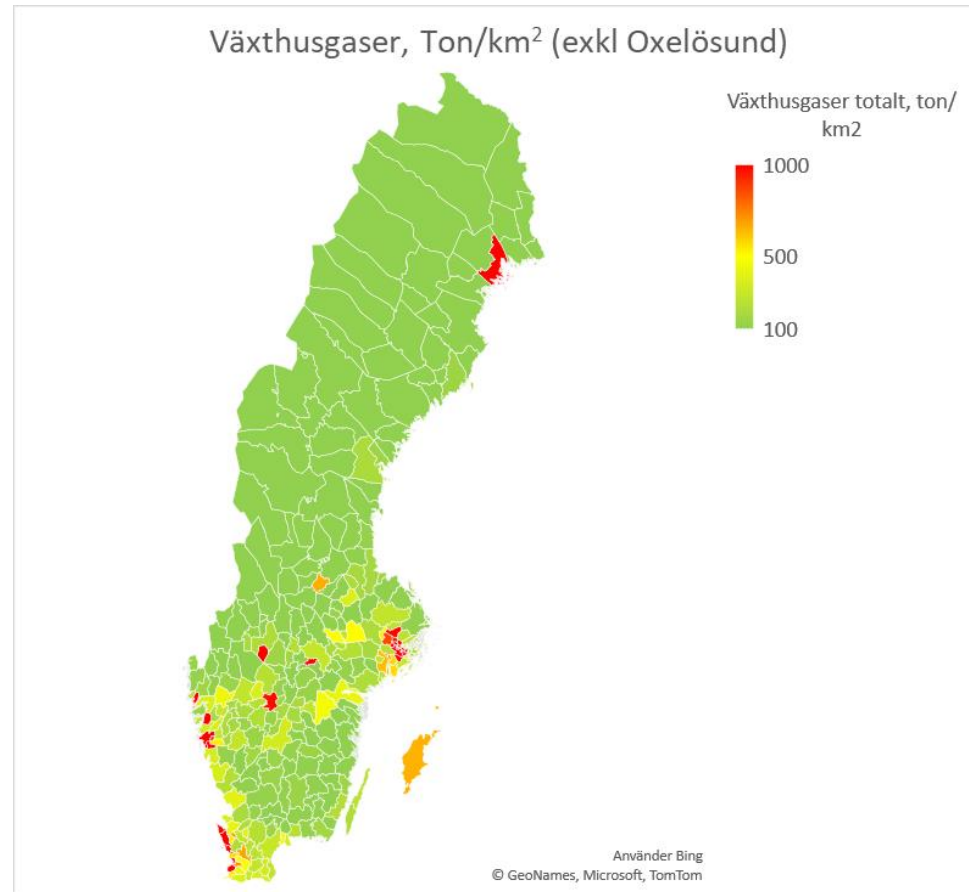 Växthusgaser, Ton/km² (exkl Oxelösund)
Växthusgaser totalt, ton/
km2
1000
500
100
Använder Bing
© GeoNames, Microsoft, TomTom